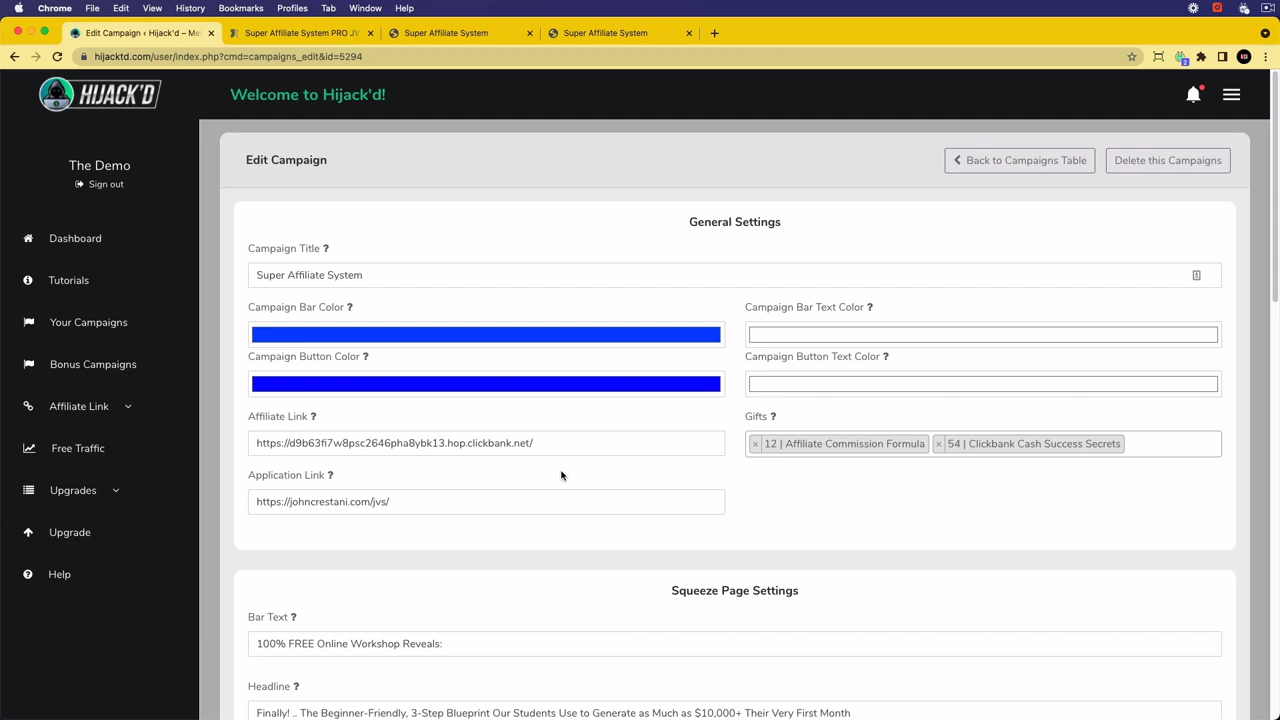 Chrome File Edit View History Bookmarks Profiles Tab Window Help
Edit Campaign ‹ Hijack'd – Me
Super Affiliate System PRO JV
Super Affiliate System
Super Affiliate System
hijacktd.com/user/index.php?cmd=campaigns_edit&id=5294
HIJACK'D
Welcome to Hijack'd!
The Demo
Sign out
Dashboard
Tutorials
Your Campaigns
Bonus Campaigns
Affiliate Link
Free Traffic
Upgrades
Upgrade
Help
Edit Campaign
Back to Campaigns Table
Delete this Campaigns
General Settings
Campaign Title ?
Super Affiliate System
Campaign Bar Color ?
Campaign Bar Text Color ?
Campaign Button Color ?
Campaign Button Text Color ?
Affiliate Link ?
https://d9b63fi7w8psc2646pha8ybk13.hop.clickbank.net/
Gifts ?
× 12 | Affiliate Commission Formula × 54 | Clickbank Cash Success Secrets
Application Link ?
https://johncrestani.com/jvs/
Squeeze Page Settings
Bar Text ?
100% FREE Online Workshop Reveals:
Headline ?
Finally! .. The Beginner-Friendly, 3-Step Blueprint Our Students Use to Generate as Much as $10,000+ Their Very First Month